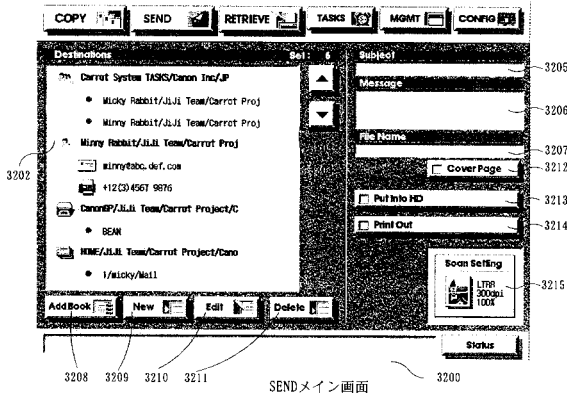 COPY SEND RETRIEVE TASKS MGMT CONFIG
Destinations Set: 6
Carrot System TASKS/Canon Inc/JP
Micky Rabbit/JiJi Team/Carrot Proj
Minny Rabbit/JiJi Team/Carrot Proj
Minny Rabbit/JiJi Team/Carrot Proj
minny@abc.def.com
+12(3)4567 9876
CanonGP/JiJi Team/Carrot Project/C
BEAN
HOME/JiJi Team/Carrot Project/Cano
1/micky/Mail
Add Book New Edit Delete
Subject
Message
File Name
Cover Page
Put into HD
Print Out
Scan Setting
LTRR
300dpi
100%
Status
3202
3205
3206
3207
3212
3213
3214
3215
3208 3209 3210 3211 3200
SENDメイン画面